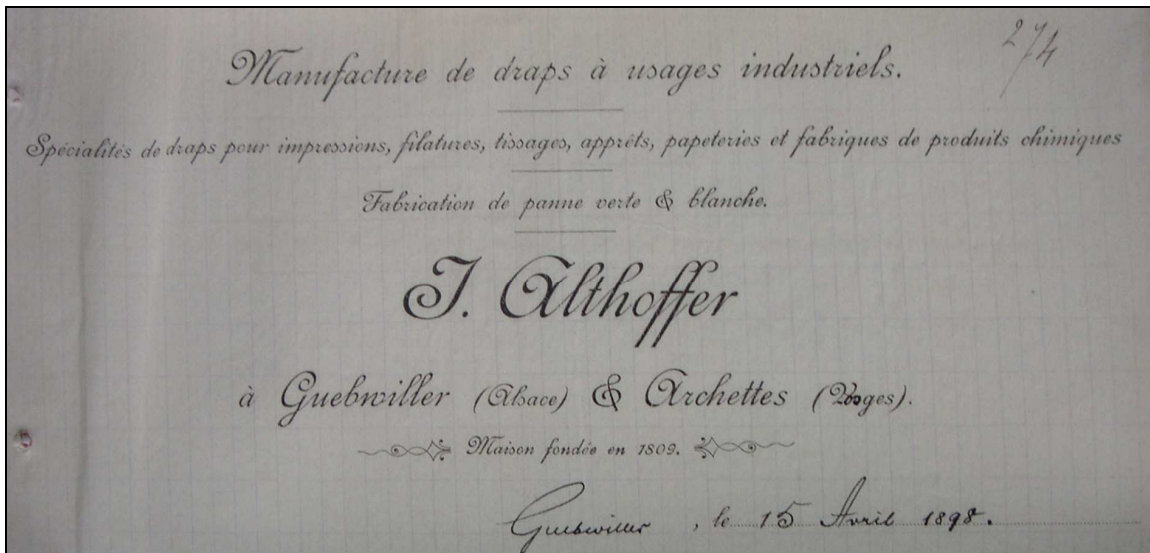 274
Manufacture de draps à usages industriels.
Spécialités de draps pour impressions, filatures, tissages, apprêts, papeteries et fabriques de produits chimiques
Fabrication de panne verte & blanche.
J. Althoffer
à Guebwiller (Alsace) & Archettes (Vosges).
Maison fondée en 1809.
Guebwiller, le 15 Avril 1898.